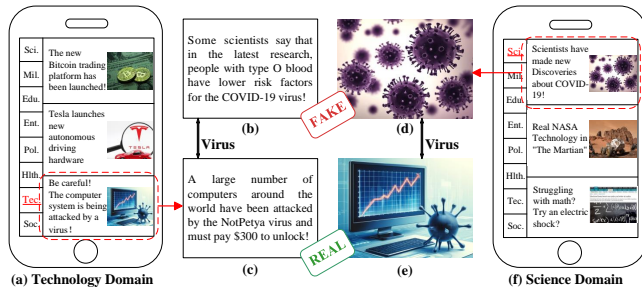 Sci.
Mil.
Edu.
Ent.
Pol.
Hlth.
Tec.
Soc.
The new
Bitcoin trading
platform has
been launched!
Tesla launches
new
autonomous
driving
hardware
TESLA
Be careful!
The computer
system is being
attacked by a
virus!
(a) Technology Domain
Some scientists say that
in the latest research,
people with type O blood
have lower risk factors
for the COVID-19 virus!
(b)
FAKE
(d)
Virus
Virus
A large number of
computers around the
world have been attacked
by the NotPetya virus and
must pay $300 to unlock!
(c)
REAL
(e)
Sci.
Mil.
Edu.
Ent.
Pol.
Hlth.
Tec.
Soc.
Scientists have
made new
Discoveries
about COVID-
19!
Real NASA
Technology in
"The Martian"
Struggling
with math?
Try an electric
shock?
(f) Science Domain